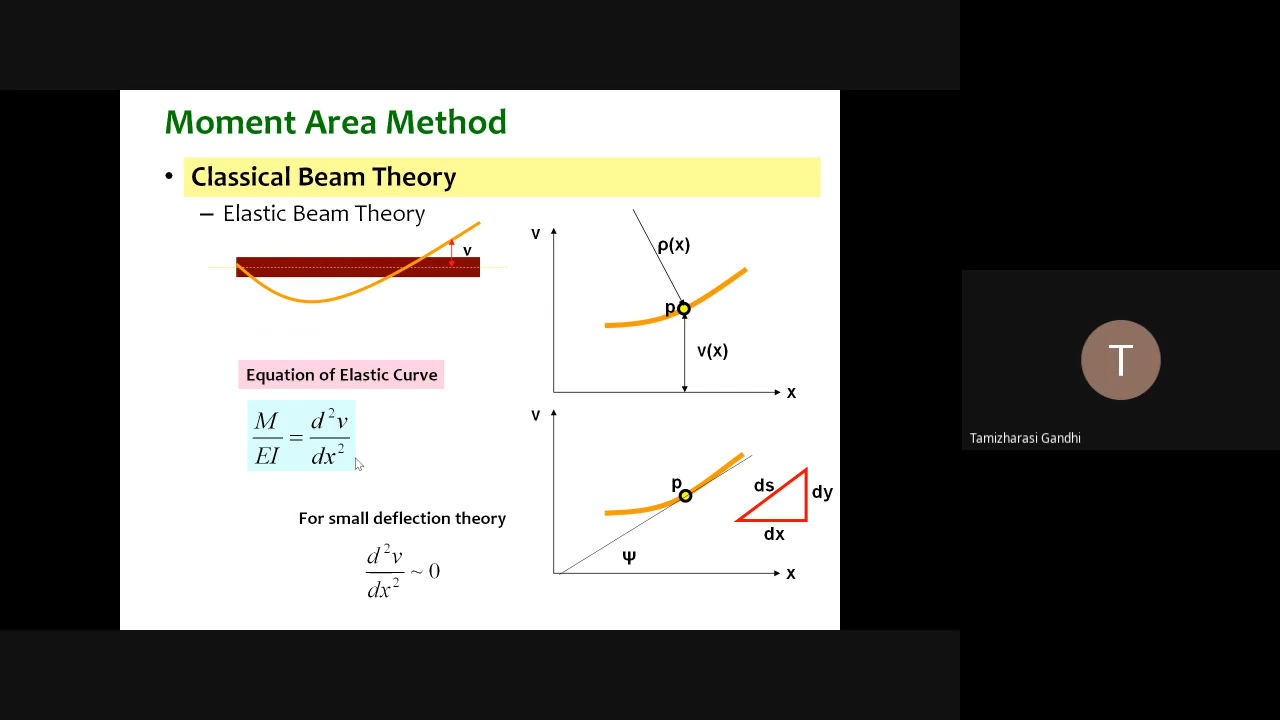 Moment Area Method
• Classical Beam Theory
– Elastic Beam Theory
v
Equation of Elastic Curve
M/EI = d²v/dx²
For small deflection theory
d²v/dx² ~ 0
v
ρ(x)
p
v(x)
x
v
p
ds
dy
dx
ψ
x
T
Tamizharasi Gandhi